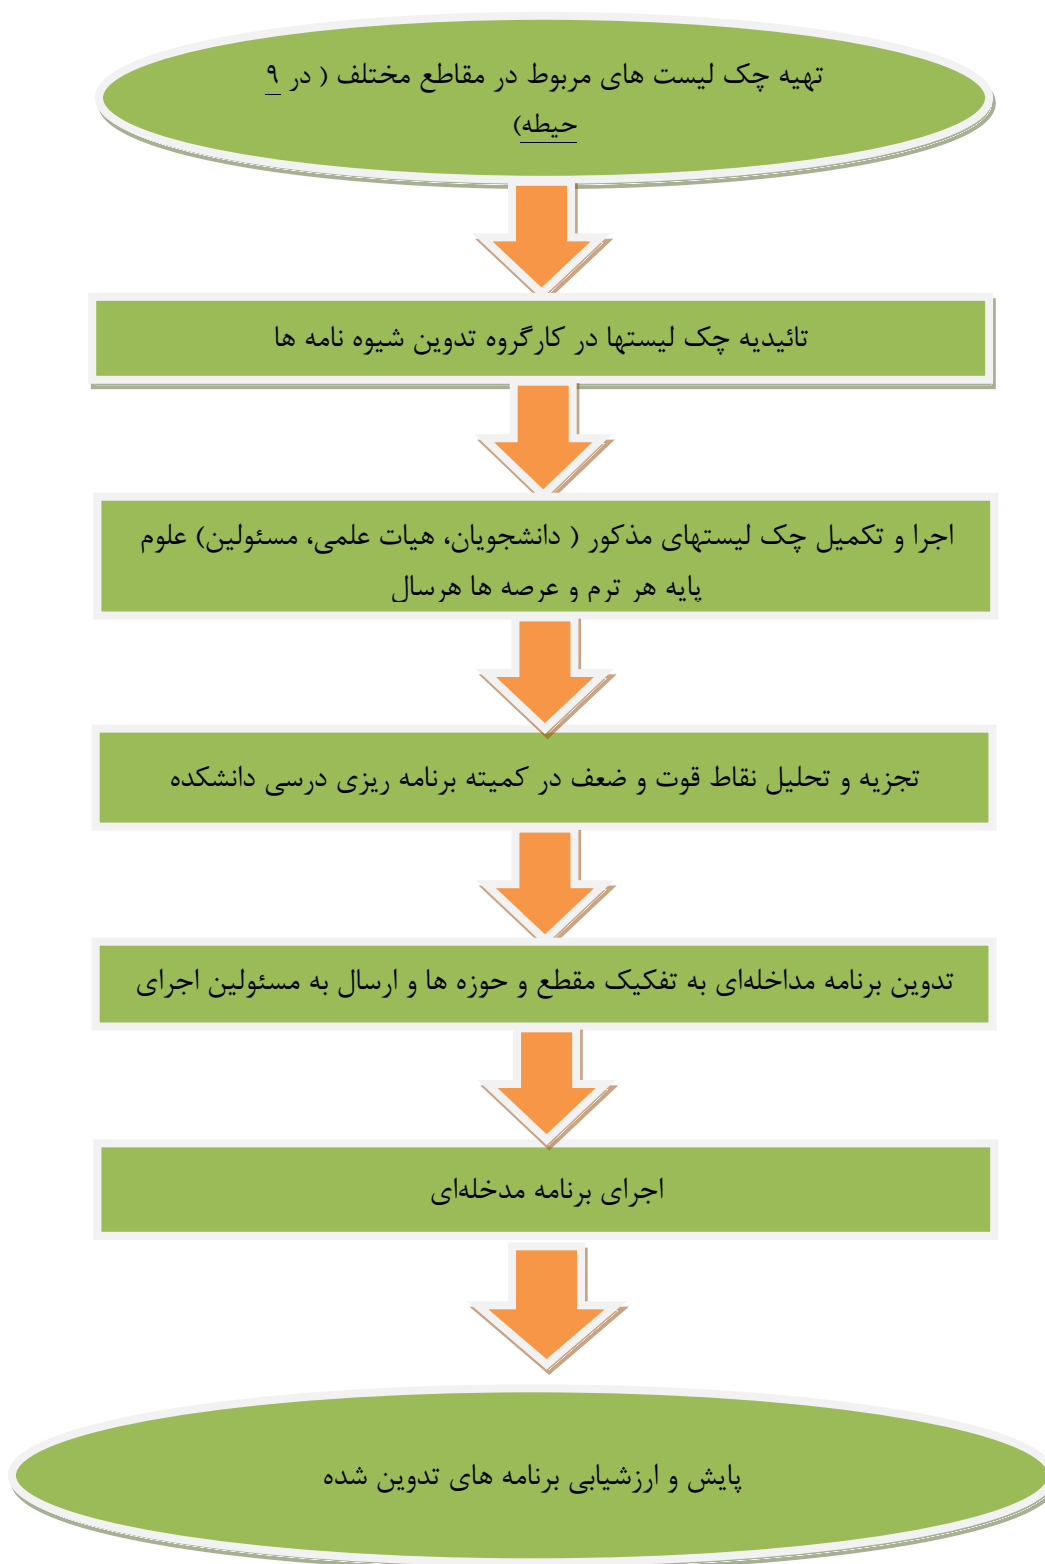 تهیه چک لیست های مربوط در مقاطع مختلف ( در ۹
حیطه)
تائیدیه چک لیستها در کارگروه تدوین شیوه نامه ها
اجرا و تکمیل چک لیستهای مذکور ( دانشجویان، هیات علمی، مسئولین) علوم
پایه هر ترم و عرصه ها هرسال
تجزیه و تحلیل نقاط قوت و ضعف در کمیته برنامه ریزی درسی دانشکده
تدوین برنامه مداخله‌ای به تفکیک مقطع و حوزه ها و ارسال به مسئولین اجرای
اجرای برنامه مدخله‌ای
پایش و ارزشیابی برنامه های تدوین شده